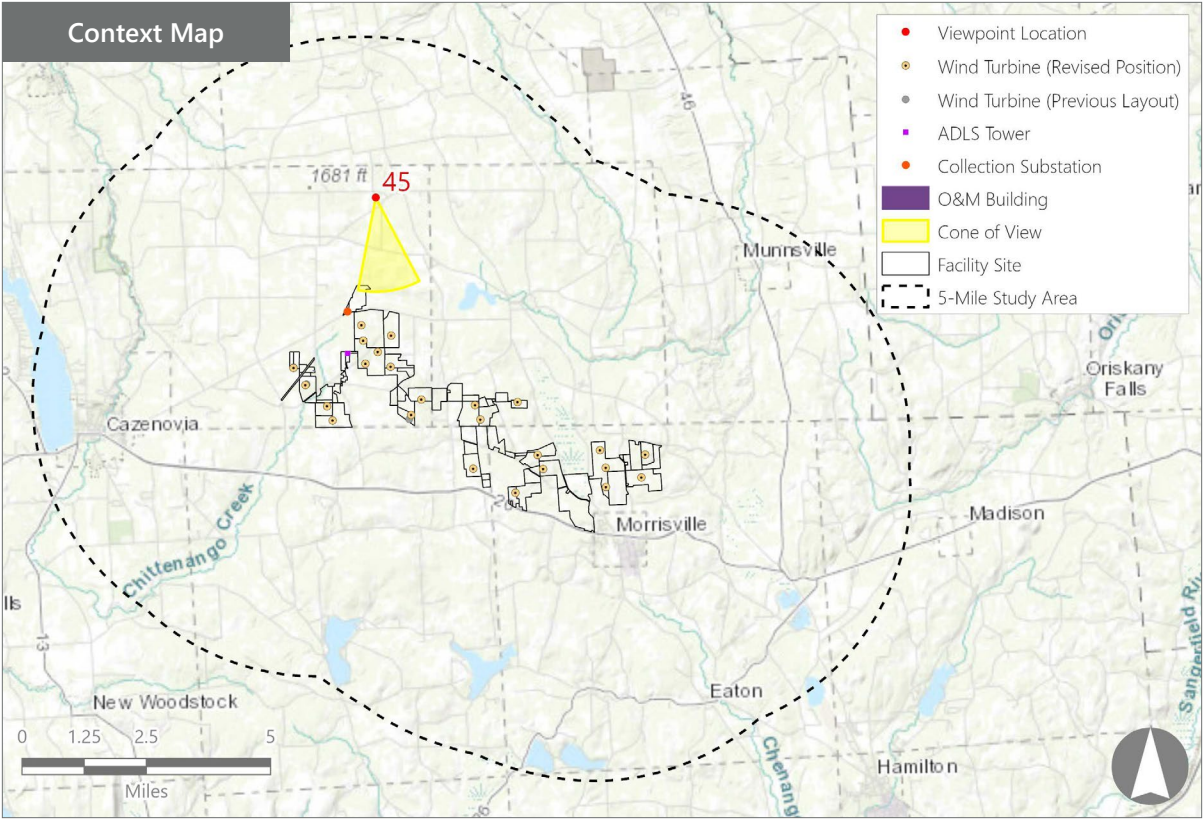 Context Map
Viewpoint Location
Wind Turbine (Revised Position)
Wind Turbine (Previous Layout)
ADLS Tower
Collection Substation
O&M Building
Cone of View
Facility Site
5-Mile Study Area
46
1681 ft
45
Munnsville
Oriskany
Falls
Cazenovia
20
Morrisville
Madison
Chittenango Creek
lls
13
New Woodstock
Eaton
0 1.25 2.5 5
Miles
Hamilton
Chenang